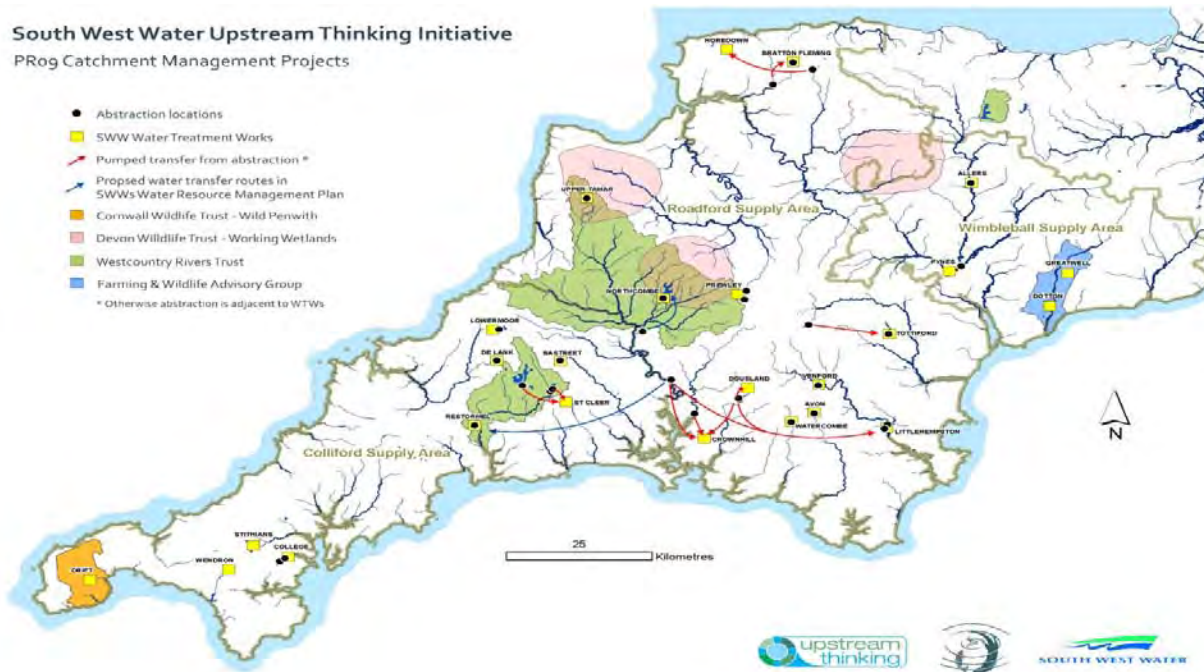 South West Water Upstream Thinking Initiative
PR09 Catchment Management Projects
Abstraction locations
SWW Water Treatment Works
Pumped transfer from abstraction *
Propsed water transfer routes in
SWWs Water Resource Management Plan
Cornwall Wildlife Trust - Wild Penwith
Devon Willdlife Trust - Working Wetlands
Westcountry Rivers Trust
Farming & Wildlife Advisory Group
* Otherwise abstraction is adjacent to WTWs
HOREDOWN
BRATTON FLEMING
UPPER TAMAR
Roadford Supply Area
ALLERS
Wimbleball Supply Area
PYNES
GREATWELL
DOTTON
NORTHCOMBE
PREWLEY
LOWERMOOR
TOTTIFORD
DE LANK
BASTREET
DOUSLAND
VENFORD
AVON
ST CLEER
RESTORMEL
WATERCOMBE
LITTLEHEMPSTON
CROWNHILL
Colliford Supply Area
N
STITHIANS
COLLEGE
WENDRON
DRIFT
25
Kilometres
upstream
thinking
SOUTH WEST WATER